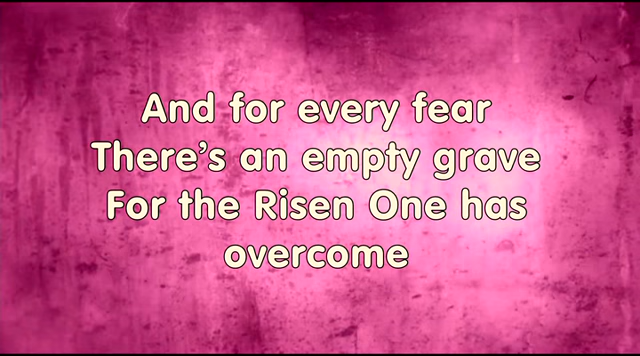 And for every fear
There’s an empty grave
For the Risen One has
overcome